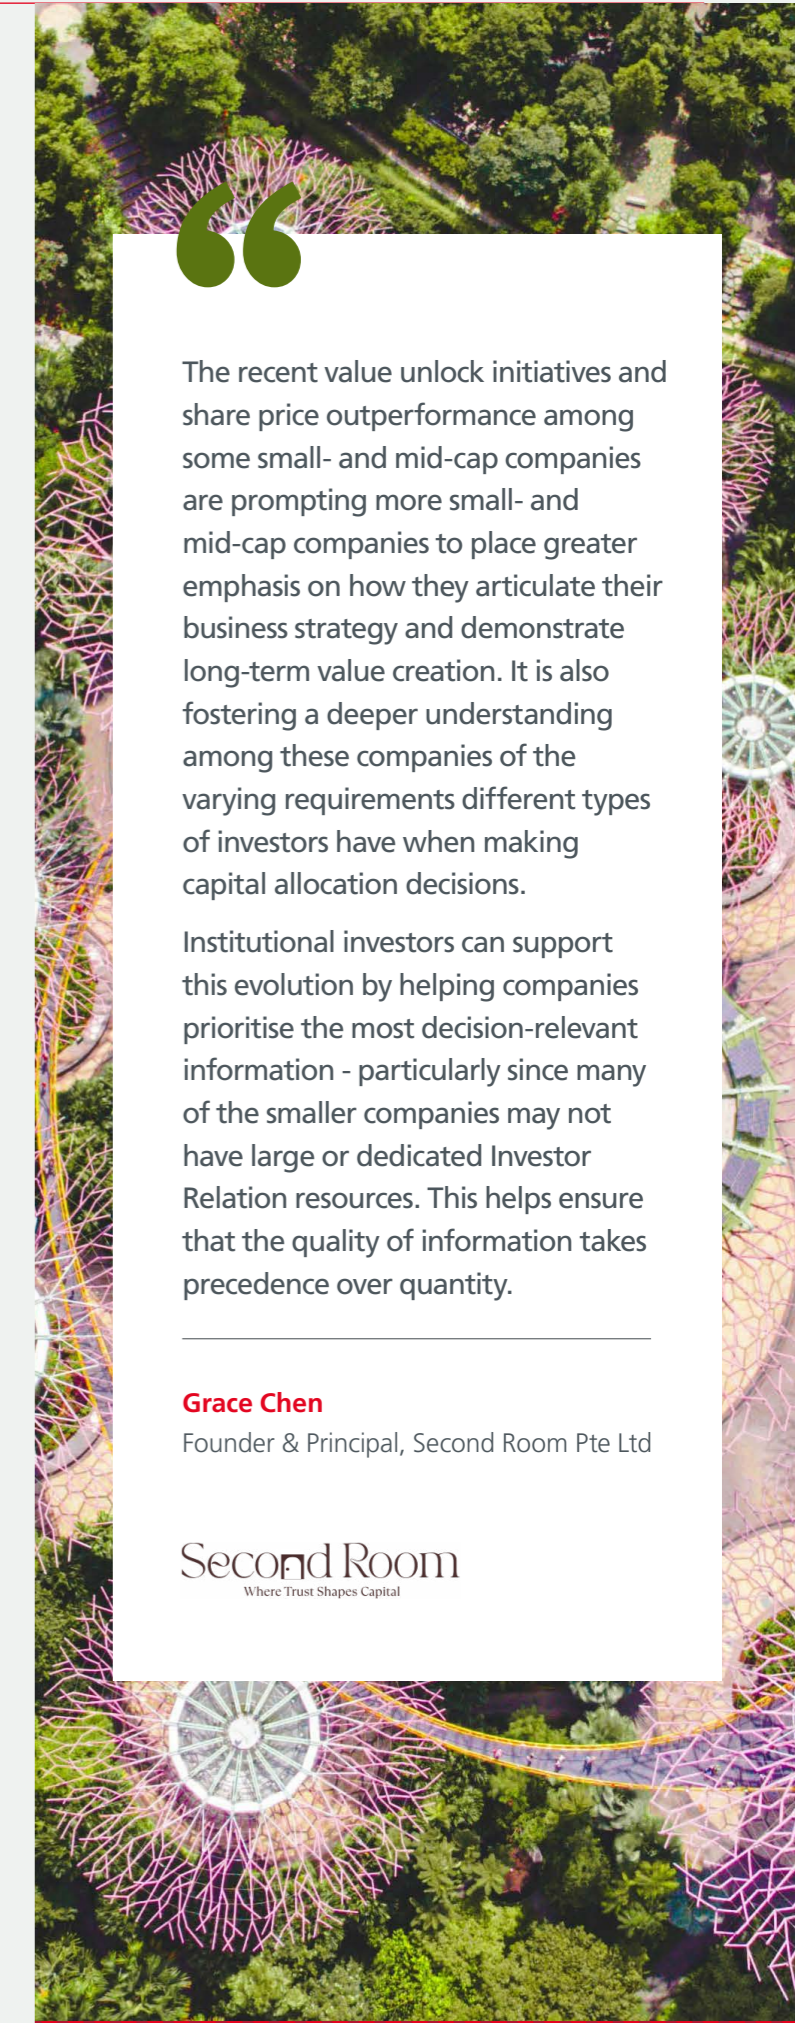 “
The recent value unlock initiatives and
share price outperformance among
some small- and mid-cap companies
are prompting more small- and
mid-cap companies to place greater
emphasis on how they articulate their
business strategy and demonstrate
long-term value creation. It is also
fostering a deeper understanding
among these companies of the
varying requirements different types
of investors have when making
capital allocation decisions.
Institutional investors can support
this evolution by helping companies
prioritise the most decision-relevant
information - particularly since many
of the smaller companies may not
have large or dedicated Investor
Relation resources. This helps ensure
that the quality of information takes
precedence over quantity.
Grace Chen
Founder & Principal, Second Room Pte Ltd
Second Room
Where Trust Shapes Capital